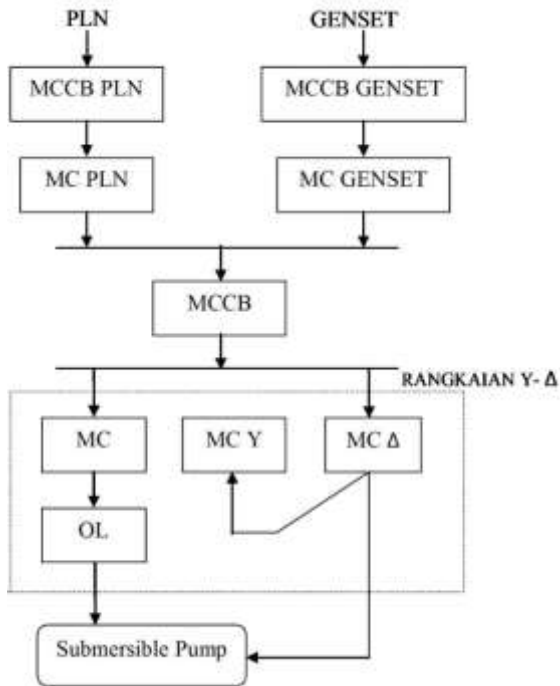 PLN
GENSET
MCCB PLN
MCCB GENSET
MC PLN
MC GENSET
MCCB
RANGKAIAN Y- Δ
MC
MC Y
MC Δ
OL
Submersible Pump